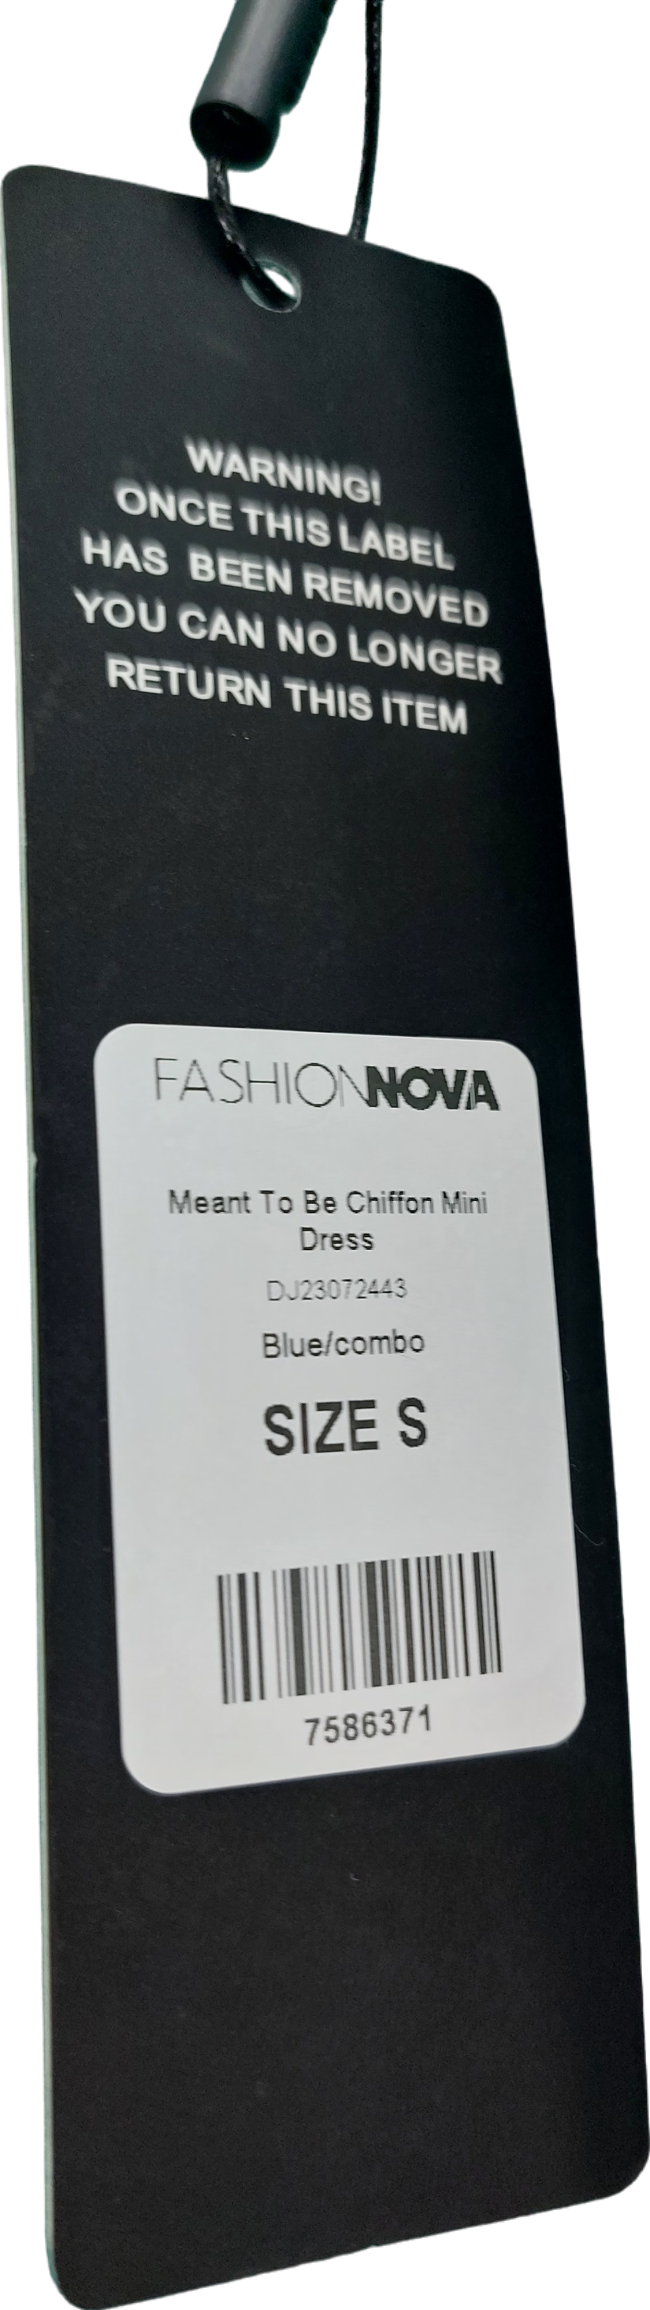 WARNING!
ONCE THIS LABEL
HAS BEEN REMOVED
YOU CAN NO LONGER
RETURN THIS ITEM
FASHIONNOVA
Meant To Be Chiffon Mini
Dress
DJ23072443
Blue/combo
SIZE S
7586371